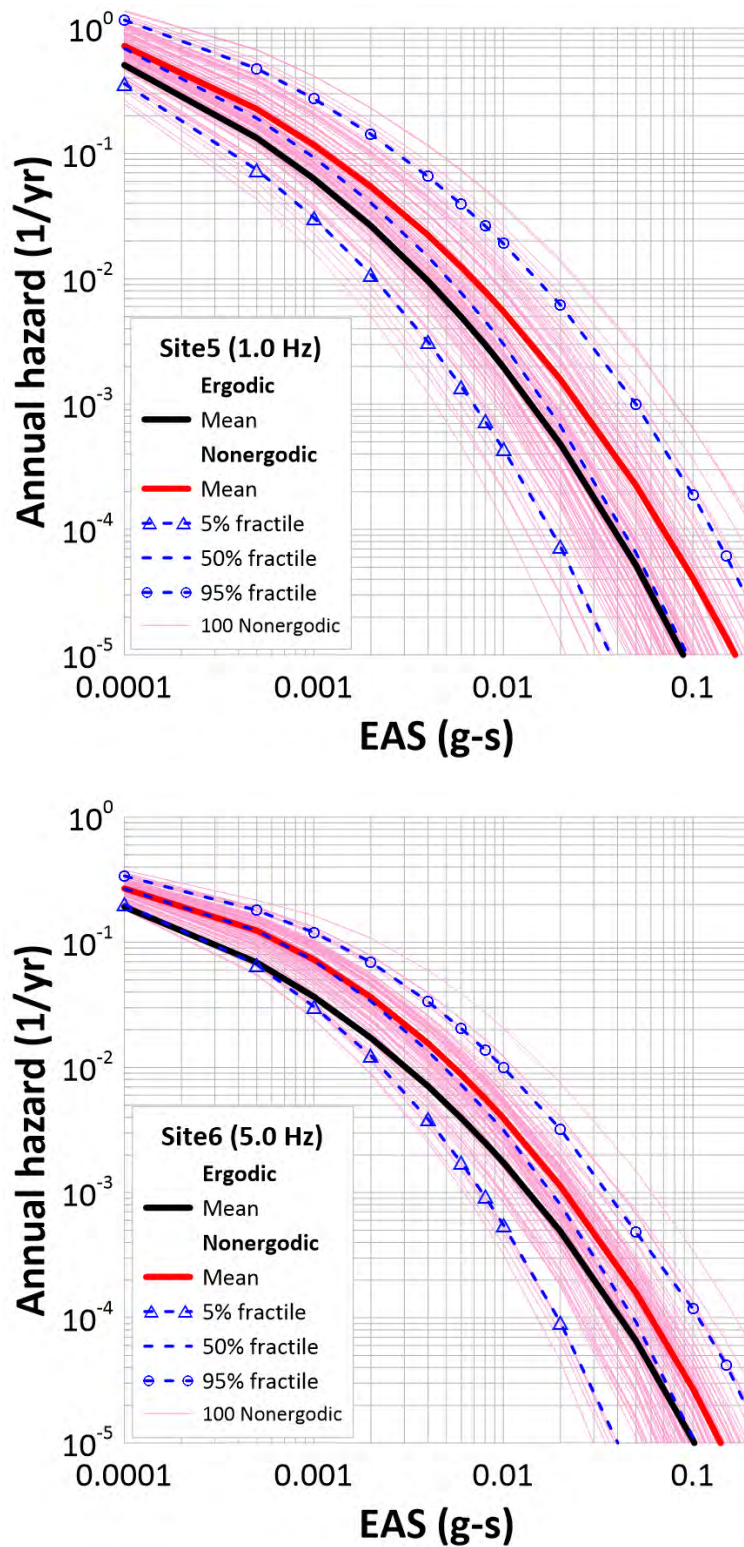 10⁰
10⁻¹
10⁻²
10⁻³
10⁻⁴
10⁻⁵
Annual hazard (1/yr)
Site5 (1.0 Hz)
Ergodic
Mean
Nonergodic
Mean
5% fractile
50% fractile
95% fractile
100 Nonergodic
0.0001 0.001 0.01 0.1
EAS (g-s)
10⁰
10⁻¹
10⁻²
10⁻³
10⁻⁴
10⁻⁵
Annual hazard (1/yr)
Site6 (5.0 Hz)
Ergodic
Mean
Nonergodic
Mean
5% fractile
50% fractile
95% fractile
100 Nonergodic
0.0001 0.001 0.01 0.1
EAS (g-s)